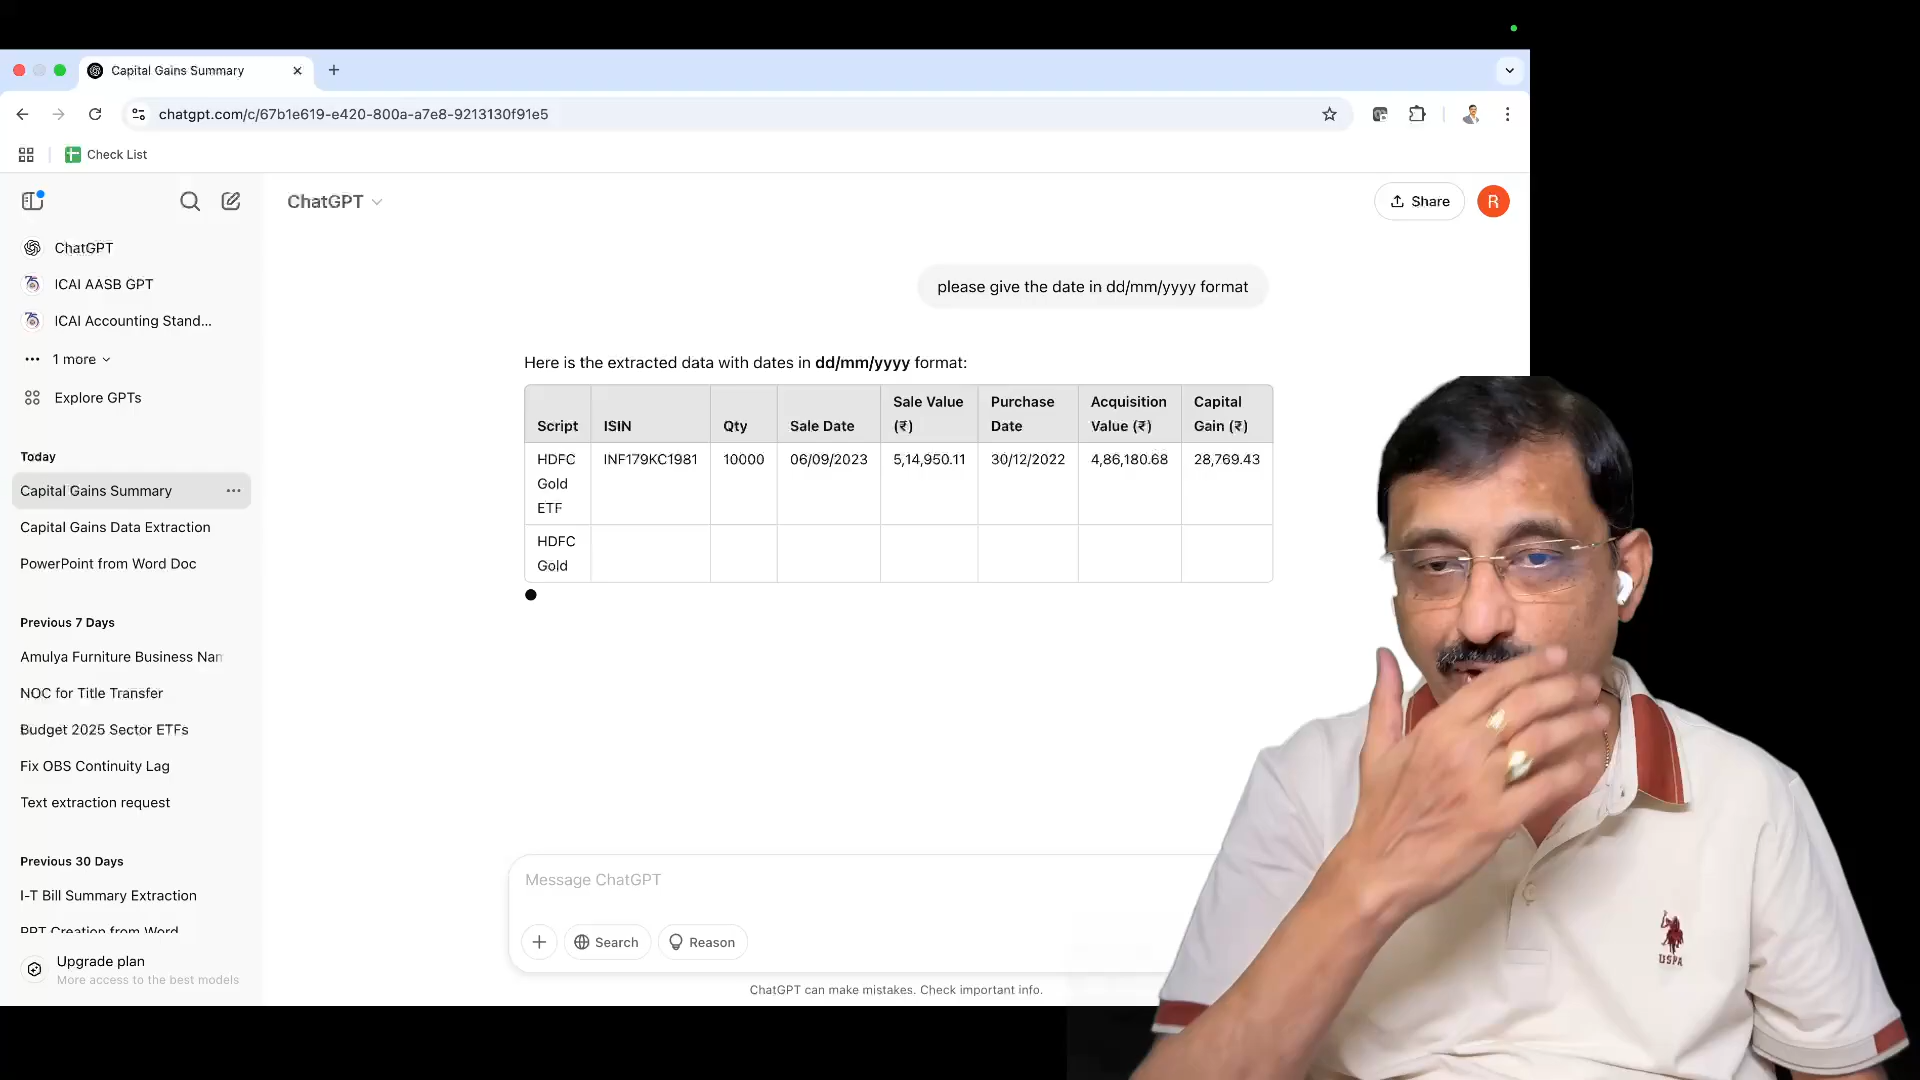 Capital Gains Summary
chatgpt.com/c/67b1e619-e420-800a-a7e8-9213130f91e5
Check List
ChatGPT
Share
R
ChatGPT
ICAI AASB GPT
ICAI Accounting Stand...
1 more
Explore GPTs
Today
Capital Gains Summary
Capital Gains Data Extraction
PowerPoint from Word Doc
Previous 7 Days
Amulya Furniture Business Nam
NOC for Title Transfer
Budget 2025 Sector ETFs
Fix OBS Continuity Lag
Text extraction request
Previous 30 Days
I-T Bill Summary Extraction
PPT Creation from Word
Upgrade plan
More access to the best models
please give the date in dd/mm/yyyy format
Here is the extracted data with dates in dd/mm/yyyy format:
Script ISIN Qty Sale Date Sale Value (₹) Purchase Date Acquisition Value (₹) Capital Gain (₹)
HDFC Gold ETF INF179KC1981 10000 06/09/2023 5,14,950.11 30/12/2022 4,86,180.68 28,769.43
HDFC Gold
Message ChatGPT
Search Reason
ChatGPT can make mistakes. Check important info.
USPA